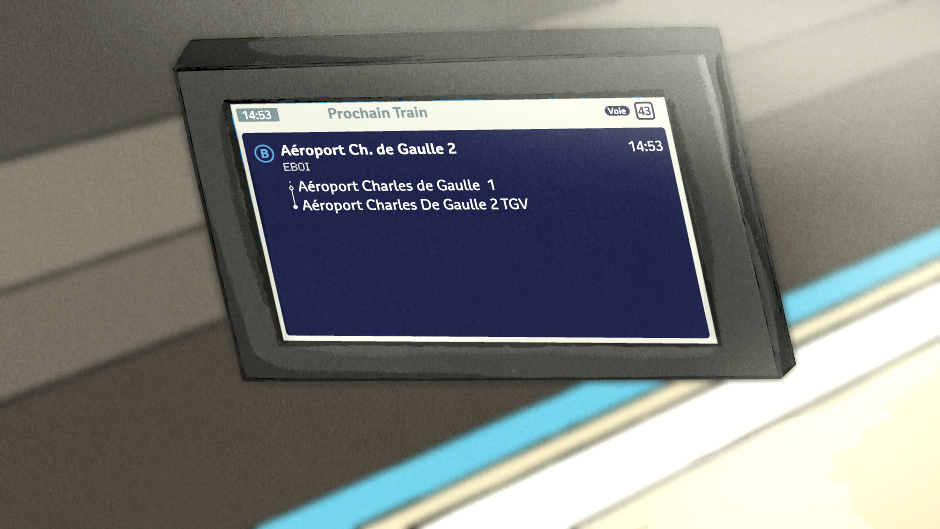 14:53 Prochain Train Voie 43
B Aéroport Ch. de Gaulle 2 14:53
EBOI
Aéroport Charles de Gaulle 1
Aéroport Charles De Gaulle 2 TGV